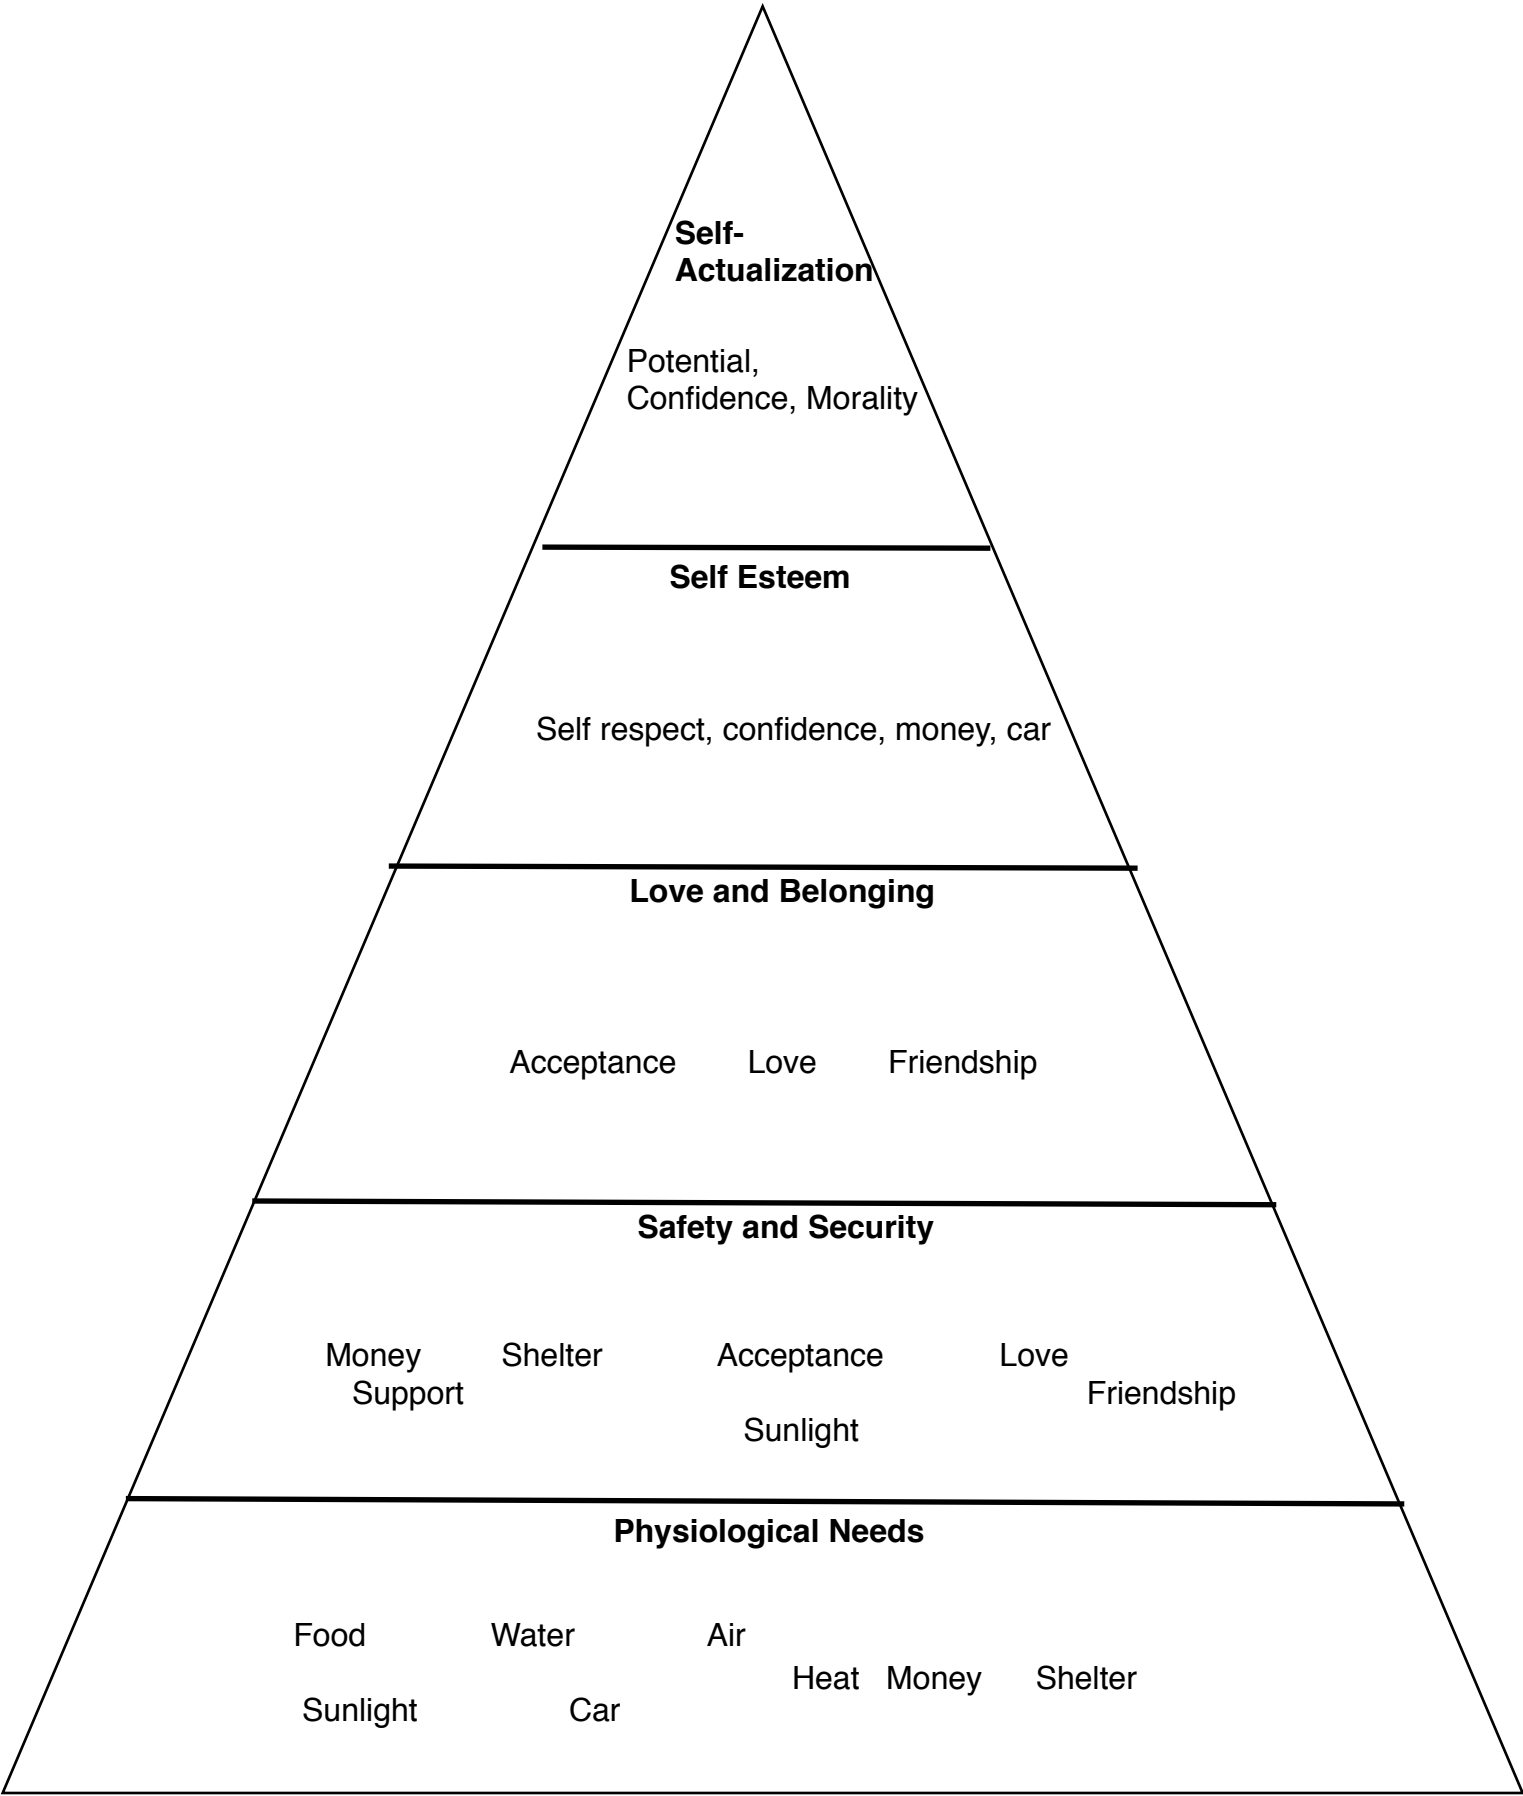 Self-
Actualization
Potential,
Confidence, Morality
Self Esteem
Self respect, confidence, money, car
Love and Belonging
Acceptance Love Friendship
Safety and Security
Money Shelter Acceptance Love
Support Friendship
Sunlight
Physiological Needs
Food Water Air
Heat Money Shelter
Sunlight Car